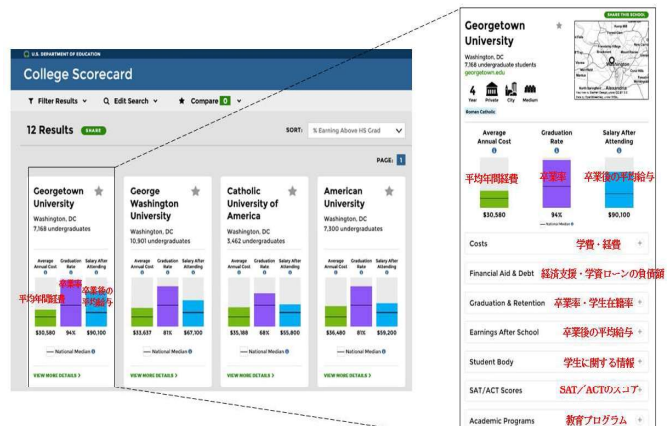 U.S. DEPARTMENT OF EDUCATION
College Scorecard
Filter Results
Edit Search
Compare 0
12 Results
SHARE
SORT:
% Earning Above HS Grad
PAGE: 1
Georgetown
University
Washington, DC
7,168 undergraduates
Average
Annual Cost
Graduation
Rate
Salary After
Attending
平均年間経費
卒業率
卒業後の
平均給与
$30,580
94%
$90,100
National Median
VIEW MORE DETAILS >
George
Washington
University
Washington, DC
10,901 undergraduates
Average
Annual Cost
Graduation
Rate
Salary After
Attending
$33,637
81%
$67,100
National Median
VIEW MORE DETAILS >
Catholic
University of
America
Washington, DC
3,462 undergraduates
Average
Annual Cost
Graduation
Rate
Salary After
Attending
$35,188
68%
$55,800
National Median
VIEW MORE DETAILS >
American
University
Washington, DC
7,300 undergraduates
Average
Annual Cost
Graduation
Rate
Salary After
Attending
$36,480
81%
$59,200
National Median
VIEW MORE DETAILS >
SHARE THIS SCHOOL
Georgetown
University
Washington, DC
7,168 undergraduate students
georgetown.edu
4
Year
Private
City
Medium
Roman Catholic
Washington
Alexandria
Average
Annual Cost
Graduation
Rate
Salary After
Attending
平均年間経費
卒業率
卒業後の平均給与
$30,580
94%
$90,100
National Median
Costs
学費・経費
Financial Aid & Debt
経済支援・学資ローンの負債額
Graduation & Retention
卒業率・学生在籍率
Earnings After School
卒業後の平均給与
Student Body
学生に関する情報
SAT/ACT Scores
SAT/ACTのスコア
Academic Programs
教育プログラム